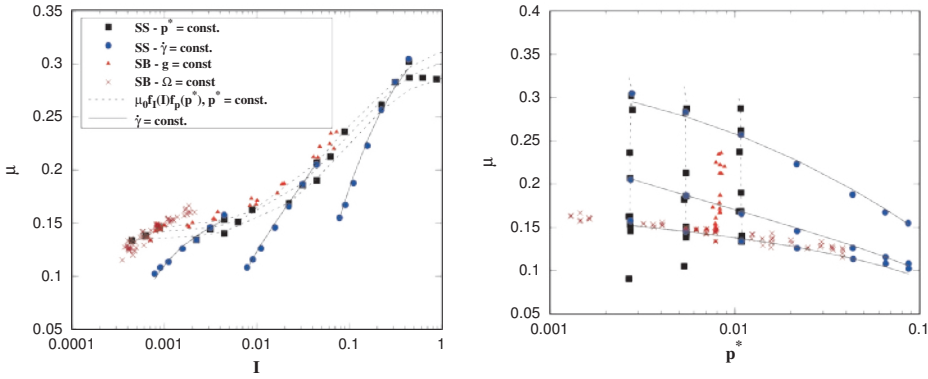 0.35
0.3
0.25
0.2
0.15
0.1
0.05
μ
SS - p* = const.
SS - γ̇ = const.
SB - g = const
SB - Ω = const
μ₀f_I(I)f_p(p*), p* = const.
γ̇ = const.
0.0001
0.001
0.01
0.1
1
I
0.4
0.35
0.3
0.25
0.2
0.15
0.1
0.05
μ
0.001
0.01
0.1
p*